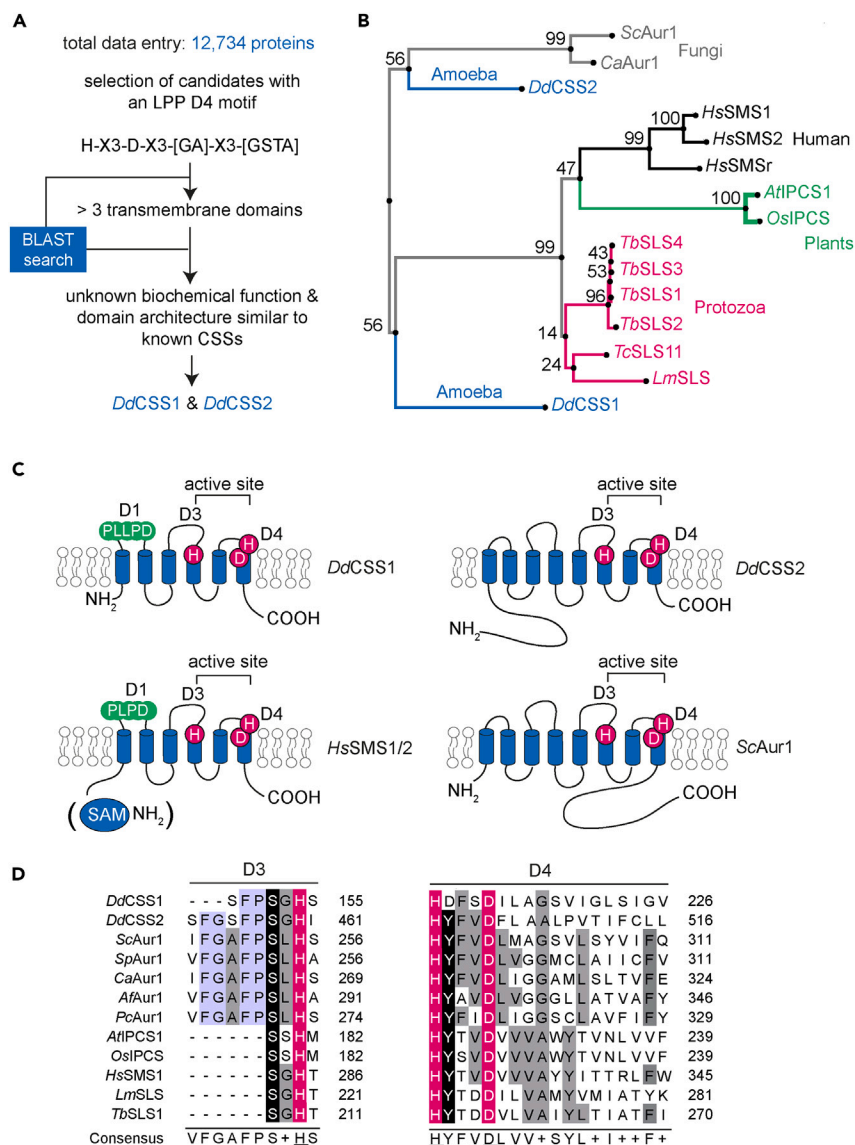 A
total data entry: 12,734 proteins
selection of candidates with
an LPP D4 motif
H-X3-D-X3-[GA]-X3-[GSTA]
> 3 transmembrane domains
BLAST
search
unknown biochemical function &
domain architecture similar to
known CSSs
DdCSS1 & DdCSS2
B
99
ScAur1
Fungi
CaAur1
56
Amoeba
DdCSS2
100
HsSMS1
99
HsSMS2 Human
HsSMSr
47
100
AtIPCS1
OsIPCS
Plants
99
TbSLS4
43
TbSLS3
53
TbSLS1
96
Protozoa
TbSLS2
14
TcSLS11
24
LmSLS
56
Amoeba
DdCSS1
C
active site
D1
D3
D4
PLLPD
H
H
D
NH2
COOH
DdCSS1
active site
D3
D4
H
H
D
NH2
COOH
DdCSS2
active site
D1
D3
D4
PLPD
H
H
D
HsSMS1/2
(SAM NH2)
COOH
active site
D3
D4
H
H
D
NH2
COOH
ScAur1
D
D3 D4
DdCSS1 - - - S F P S G H S 155 H D F S D I L A G S V I G L S I G V 226
DdCSS2 S F G S F P S G H I 461 H Y F V D F L A A L P V T I F C L L 516
ScAur1 I F G A F P S L H S 256 H Y F V D L M A G S V L S Y V I F Q 311
SpAur1 V F G A F P S L H A 256 H Y F V D L V G G M C L A I I C F V 311
CaAur1 I F G A F P S L H S 269 H Y F V D L I G G A M L S L T V F E 324
AfAur1 V F G A F P S L H A 291 H Y A V D L V G G G L L A T V A F Y 346
PcAur1 V F G A F P S L H S 274 H Y F I D L I G G S C L A V I F F Y 329
AtIPCS1 - - - - - - S S H M 182 H Y T V D V V V A W Y T V N L V V F 239
OsIPCS - - - - - - S S H M 182 H Y S V D V V V A W Y T V N L V V F 239
HsSMS1 - - - - - - S G H T 286 H Y T I D V V V A Y Y I T T R L F W 345
LmSLS - - - - - - S G H T 221 H Y T D D L S I A V Y M V I A T Y K 281
TbSLS1 - - - - - - S G H T 211 H Y T D D V L V A I Y L T I A T F I 270
Consensus V F G A F P S + H S H Y F V D L V V + S Y L + I + + F +